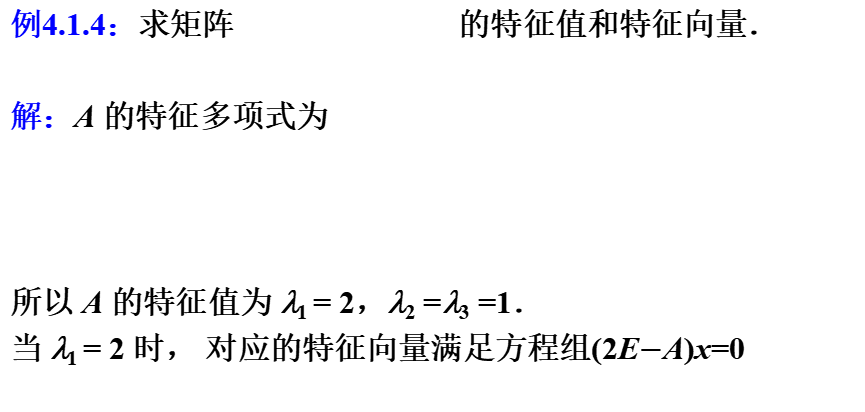 例4.1.4：求矩阵 的特征值和特征向量.
解：A 的特征多项式为
所以 A 的特征值为 λ₁ = 2，λ₂ =λ₃ =1.
当 λ₁ = 2 时， 对应的特征向量满足方程组(2E−A)x=0